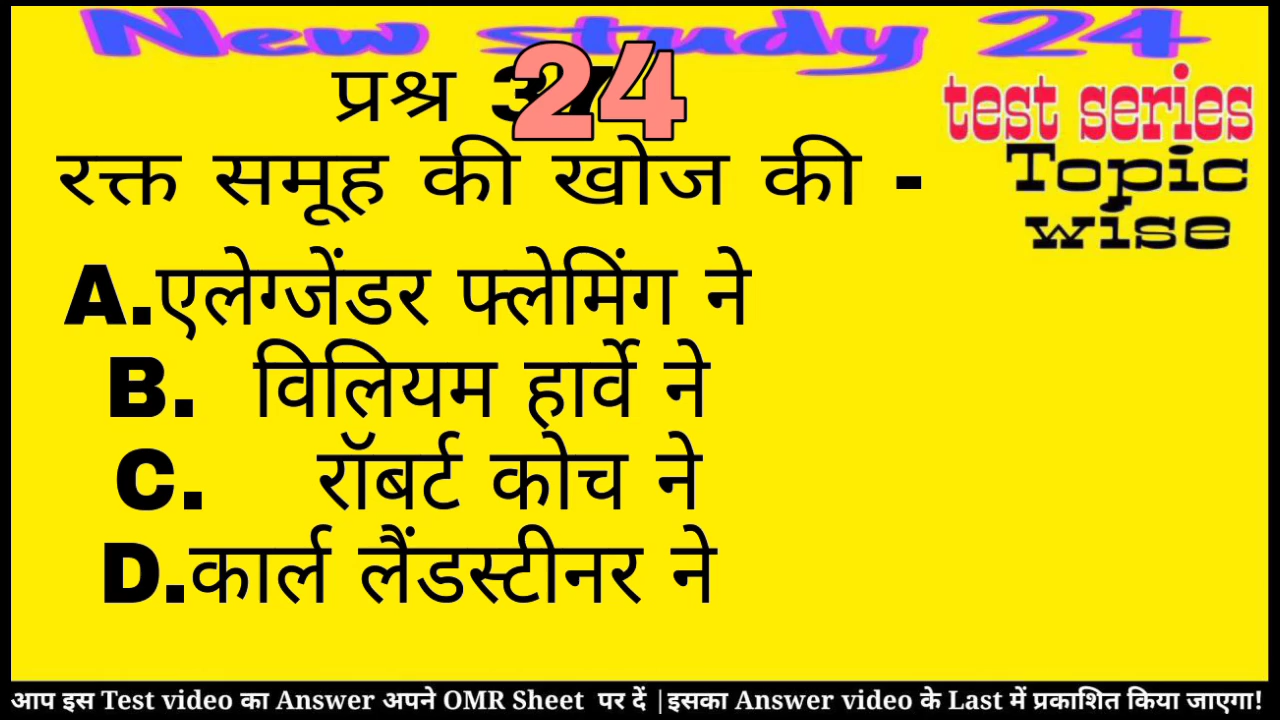 New study 24
प्रश्न 24
test series
Topic
wise
रक्त समूह की खोज की -
A.एलेग्जेंडर फ्लेमिंग ने
B. विलियम हार्वे ने
C. रॉबर्ट कोच ने
D.कार्ल लैंडस्टीनर ने
आप इस Test video का Answer अपने OMR Sheet पर दें |इसका Answer video के Last में प्रकाशित किया जाएगा!